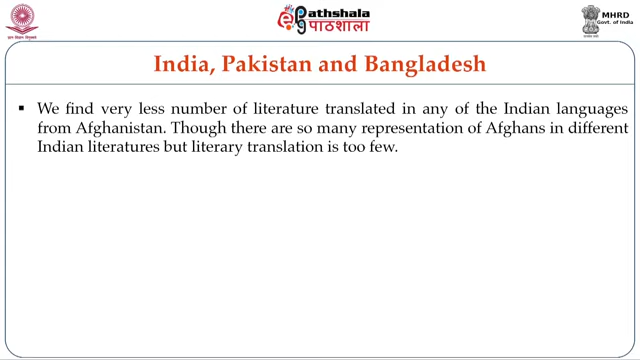 Pathshala
पाठशाला
MHRD
Govt. of India
India, Pakistan and Bangladesh
▪ We find very less number of literature translated in any of the Indian languages
from Afghanistan. Though there are so many representation of Afghans in different
Indian literatures but literary translation is too few.